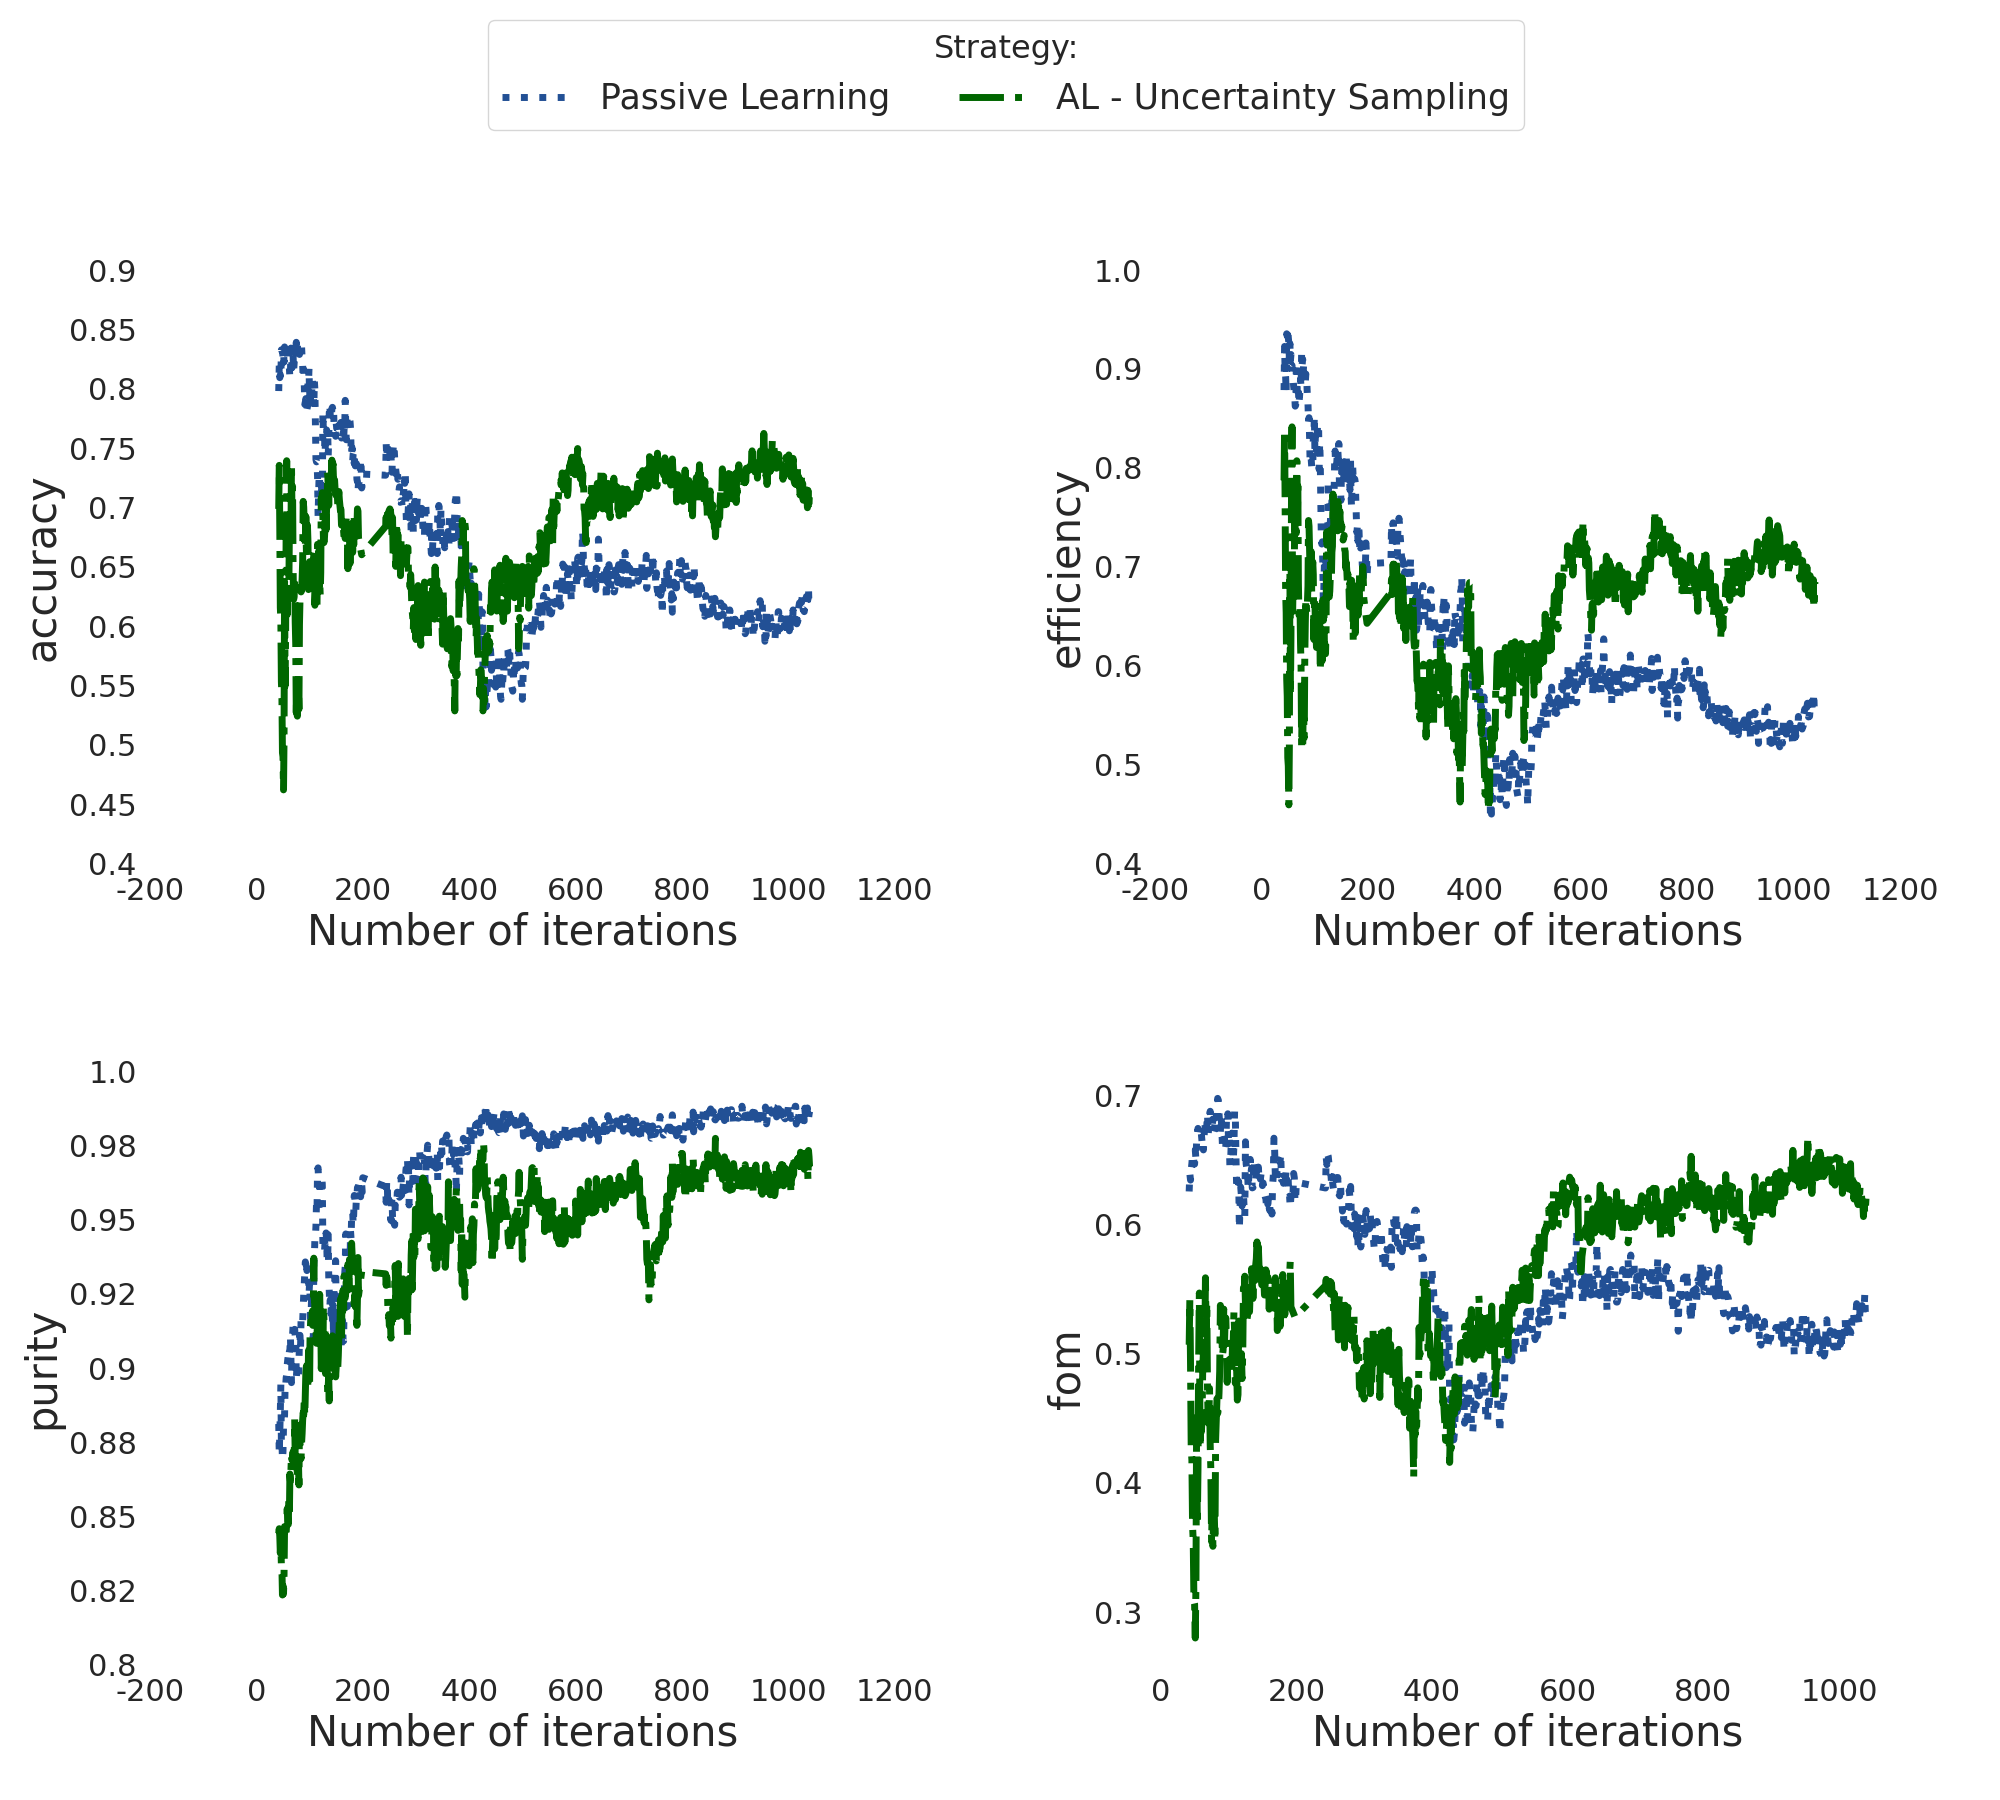 Strategy:
Passive Learning
AL - Uncertainty Sampling
0.9
0.85
0.8
0.75
0.7
0.65
0.6
0.55
0.5
0.45
0.4
accuracy
-200 0 200 400 600 800 1000 1200
Number of iterations
1.0
0.9
0.8
0.7
0.6
0.5
0.4
efficiency
-200 0 200 400 600 800 1000 1200
Number of iterations
1.0
0.98
0.95
0.92
0.9
0.88
0.85
0.82
0.8
purity
-200 0 200 400 600 800 1000 1200
Number of iterations
0.7
0.6
0.5
0.4
0.3
fom
0 200 400 600 800 1000
Number of iterations